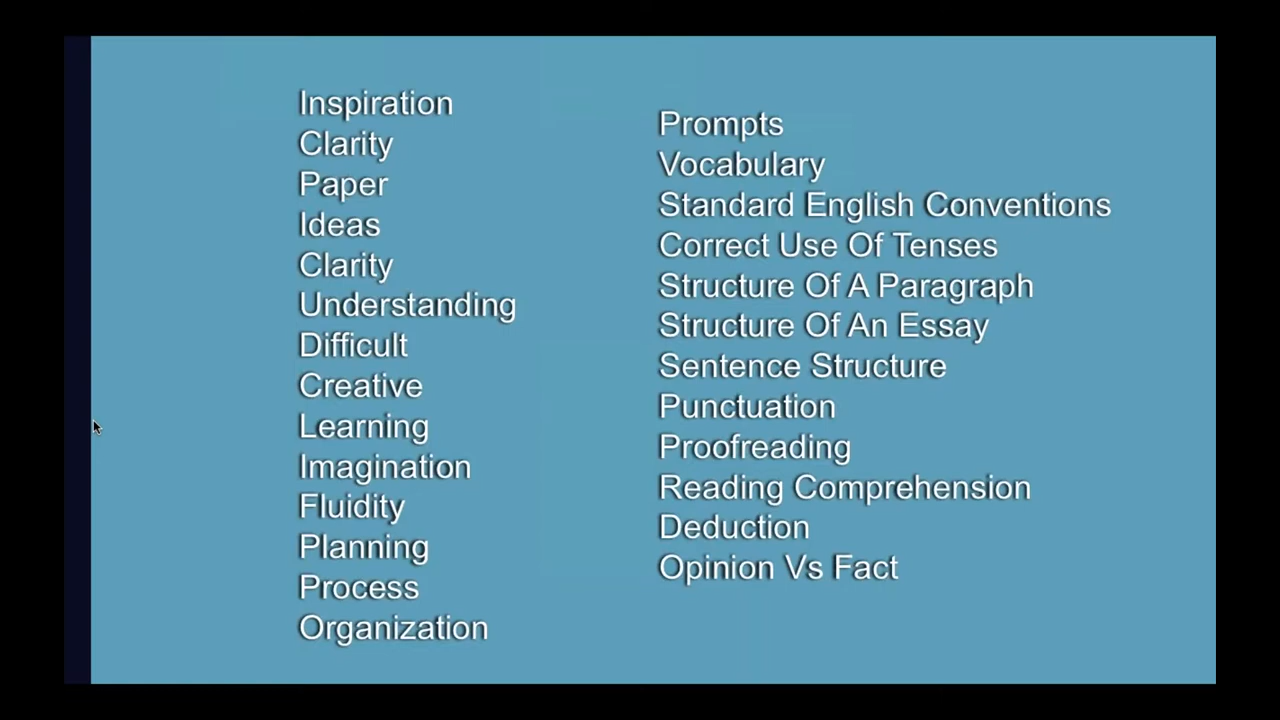 Inspiration
Clarity
Paper
Ideas
Clarity
Understanding
Difficult
Creative
Learning
Imagination
Fluidity
Planning
Process
Organization
Prompts
Vocabulary
Standard English Conventions
Correct Use Of Tenses
Structure Of A Paragraph
Structure Of An Essay
Sentence Structure
Punctuation
Proofreading
Reading Comprehension
Deduction
Opinion Vs Fact